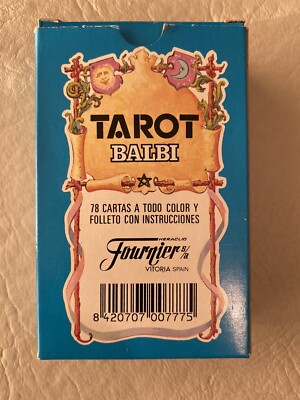 TAROT
BALBI
78 CARTAS A TODO COLOR Y
FOLLETO CON INSTRUCCIONES
HERACLIO
Fournier S/A
VITORIA SPAIN
8 420707 007775